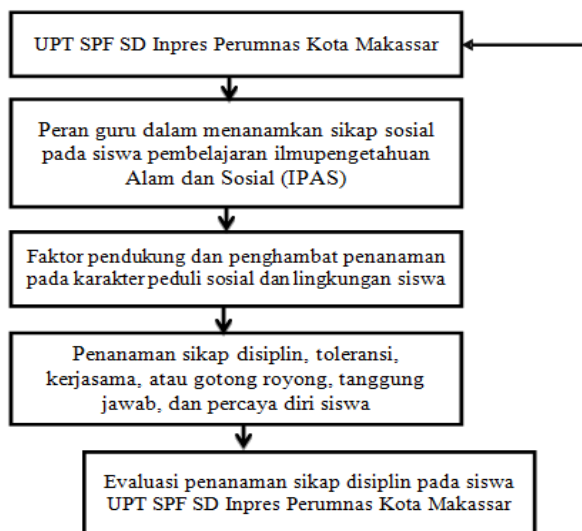 UPT SPF SD Inpres Perumnas Kota Makassar
Peran guru dalam menanamkan sikap sosial
pada siswa pembelajaran ilmupengetahuan
Alam dan Sosial (IPAS)
Faktor pendukung dan penghambat penanaman
pada karakter peduli sosial dan lingkungan siswa
Penanaman sikap disiplin, toleransi,
kerjasama, atau gotong royong, tanggung
jawab, dan percaya diri siswa
Evaluasi penanaman sikap disiplin pada siswa
UPT SPF SD Inpres Perumnas Kota Makassar